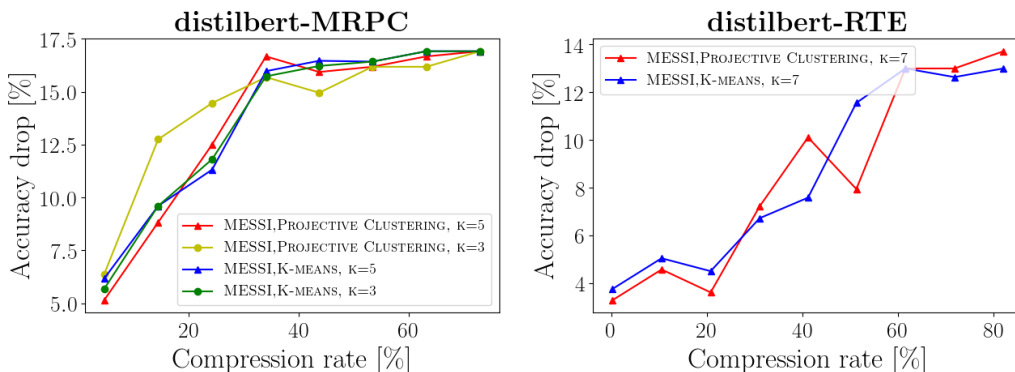 distilbert-MRPC
Accuracy drop [%]
17.5
15.0
12.5
10.0
7.5
5.0
MESSI,Projective Clustering, k=5
MESSI,Projective Clustering, k=3
MESSI,K-means, k=5
MESSI,K-means, k=3
20
40
60
Compression rate [%]
distilbert-RTE
Accuracy drop [%]
14
12
10
8
6
4
MESSI,Projective Clustering, k=7
MESSI,K-means, k=7
0
20
40
60
80
Compression rate [%]